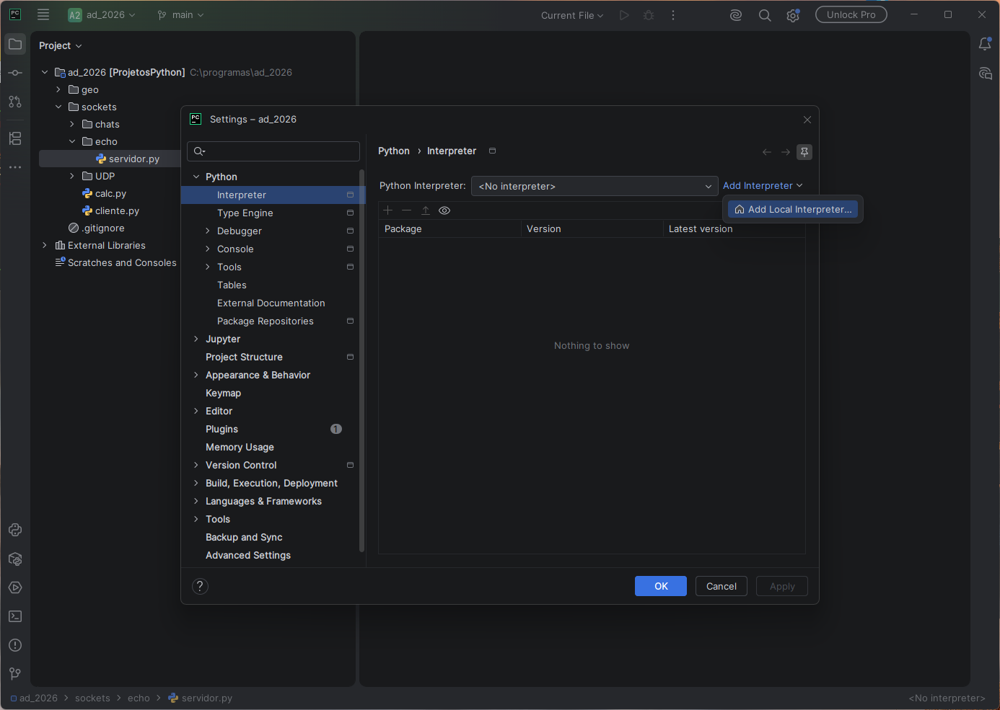 PC
A2 ad_2026
main
Current File
Unlock Pro
Project
ad_2026 [ProjetosPython] C:\programas\ad_2026
geo
sockets
chats
echo
servidor.py
UDP
calc.py
cliente.py
.gitignore
External Libraries
Scratches and Consoles
PC
Settings – ad_2026
Python
Interpreter
Type Engine
Debugger
Console
Tools
Tables
External Documentation
Package Repositories
Jupyter
Project Structure
Appearance & Behavior
Keymap
Editor
Plugins 1
Memory Usage
Version Control
Build, Execution, Deployment
Languages & Frameworks
Tools
Backup and Sync
Advanced Settings
Python › Interpreter
Python Interpreter: <No interpreter> Add Interpreter
Add Local Interpreter...
Package Version Latest version
Nothing to show
?
OK Cancel Apply
ad_2026 > sockets > echo > servidor.py
<No interpreter>